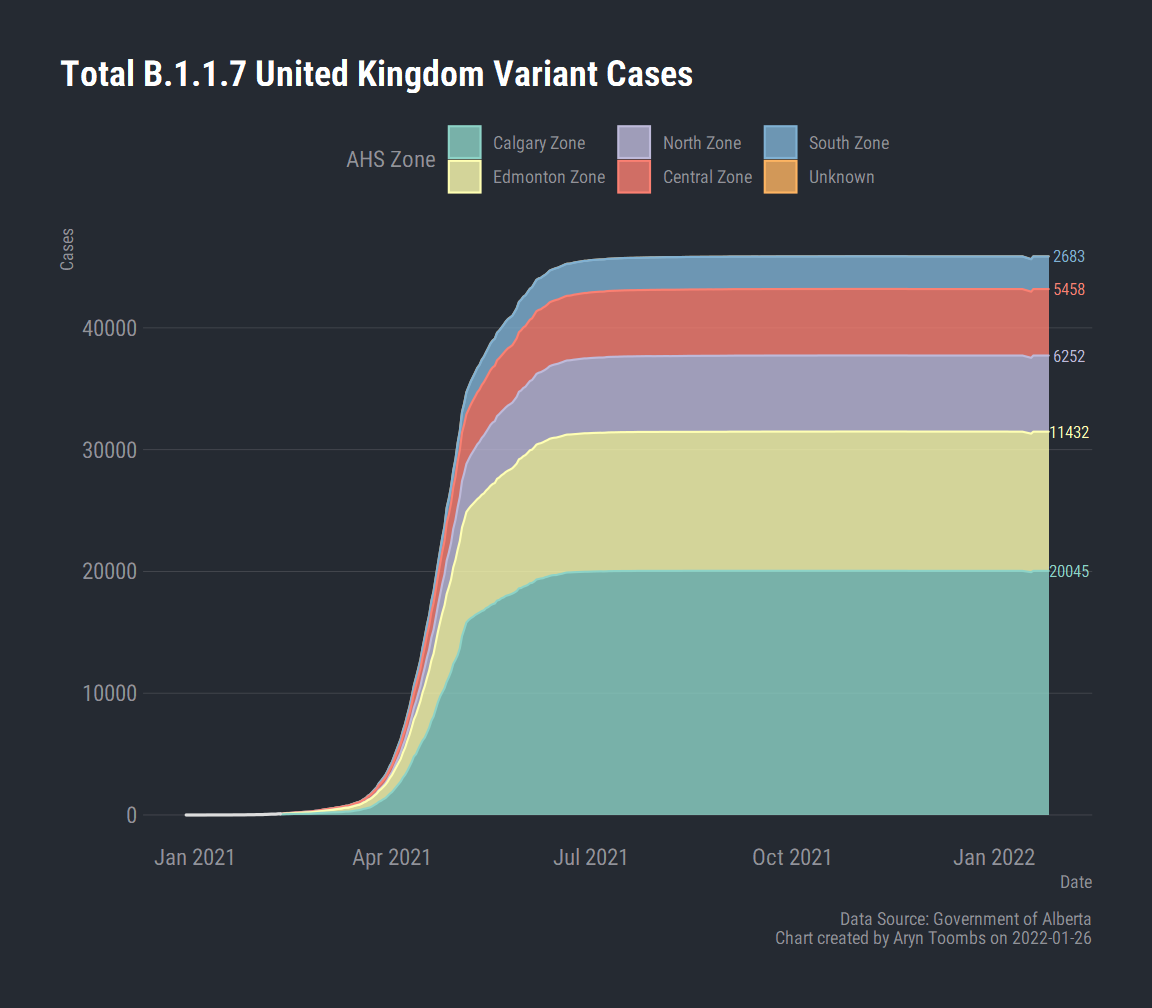 Total B.1.1.7 United Kingdom Variant Cases
AHS Zone
Calgary Zone North Zone South Zone
Edmonton Zone Central Zone Unknown
Cases
2683
5458
40000
6252
11432
30000
20000
20045
10000
0
Jan 2021 Apr 2021 Jul 2021 Oct 2021 Jan 2022
Date
Data Source: Government of Alberta
Chart created by Aryn Toombs on 2022-01-26